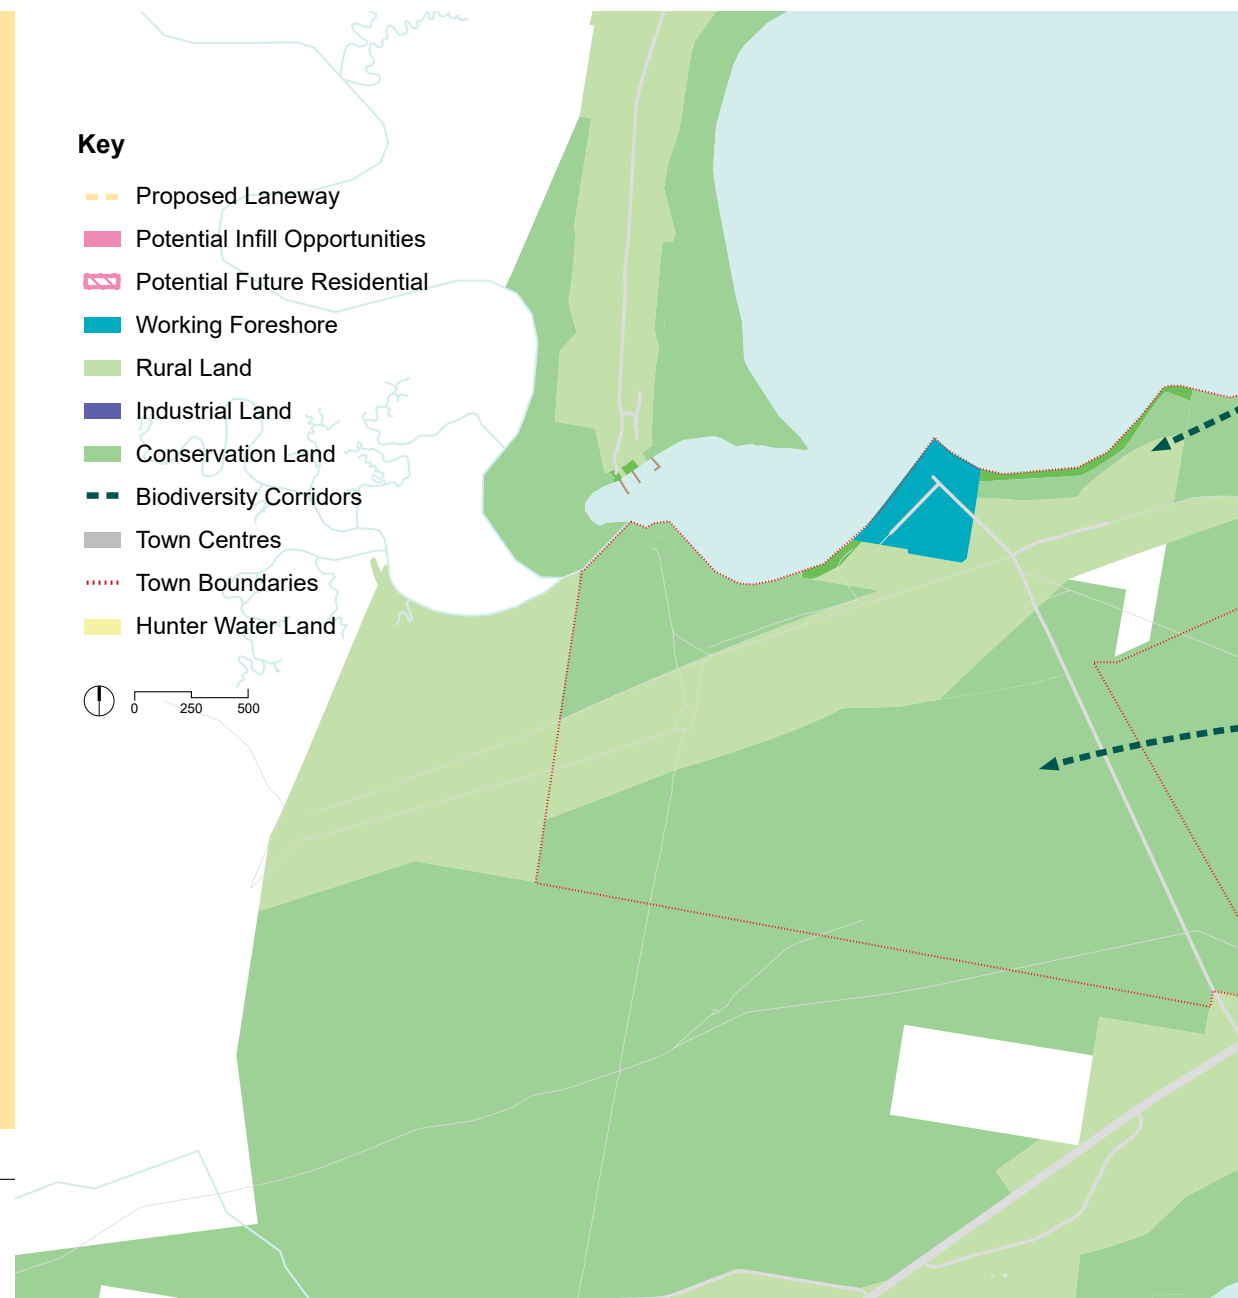 Key
Proposed Laneway
Potential Infill Opportunities
Potential Future Residential
Working Foreshore
Rural Land
Industrial Land
Conservation Land
Biodiversity Corridors
Town Centres
Town Boundaries
Hunter Water Land
0 250 500